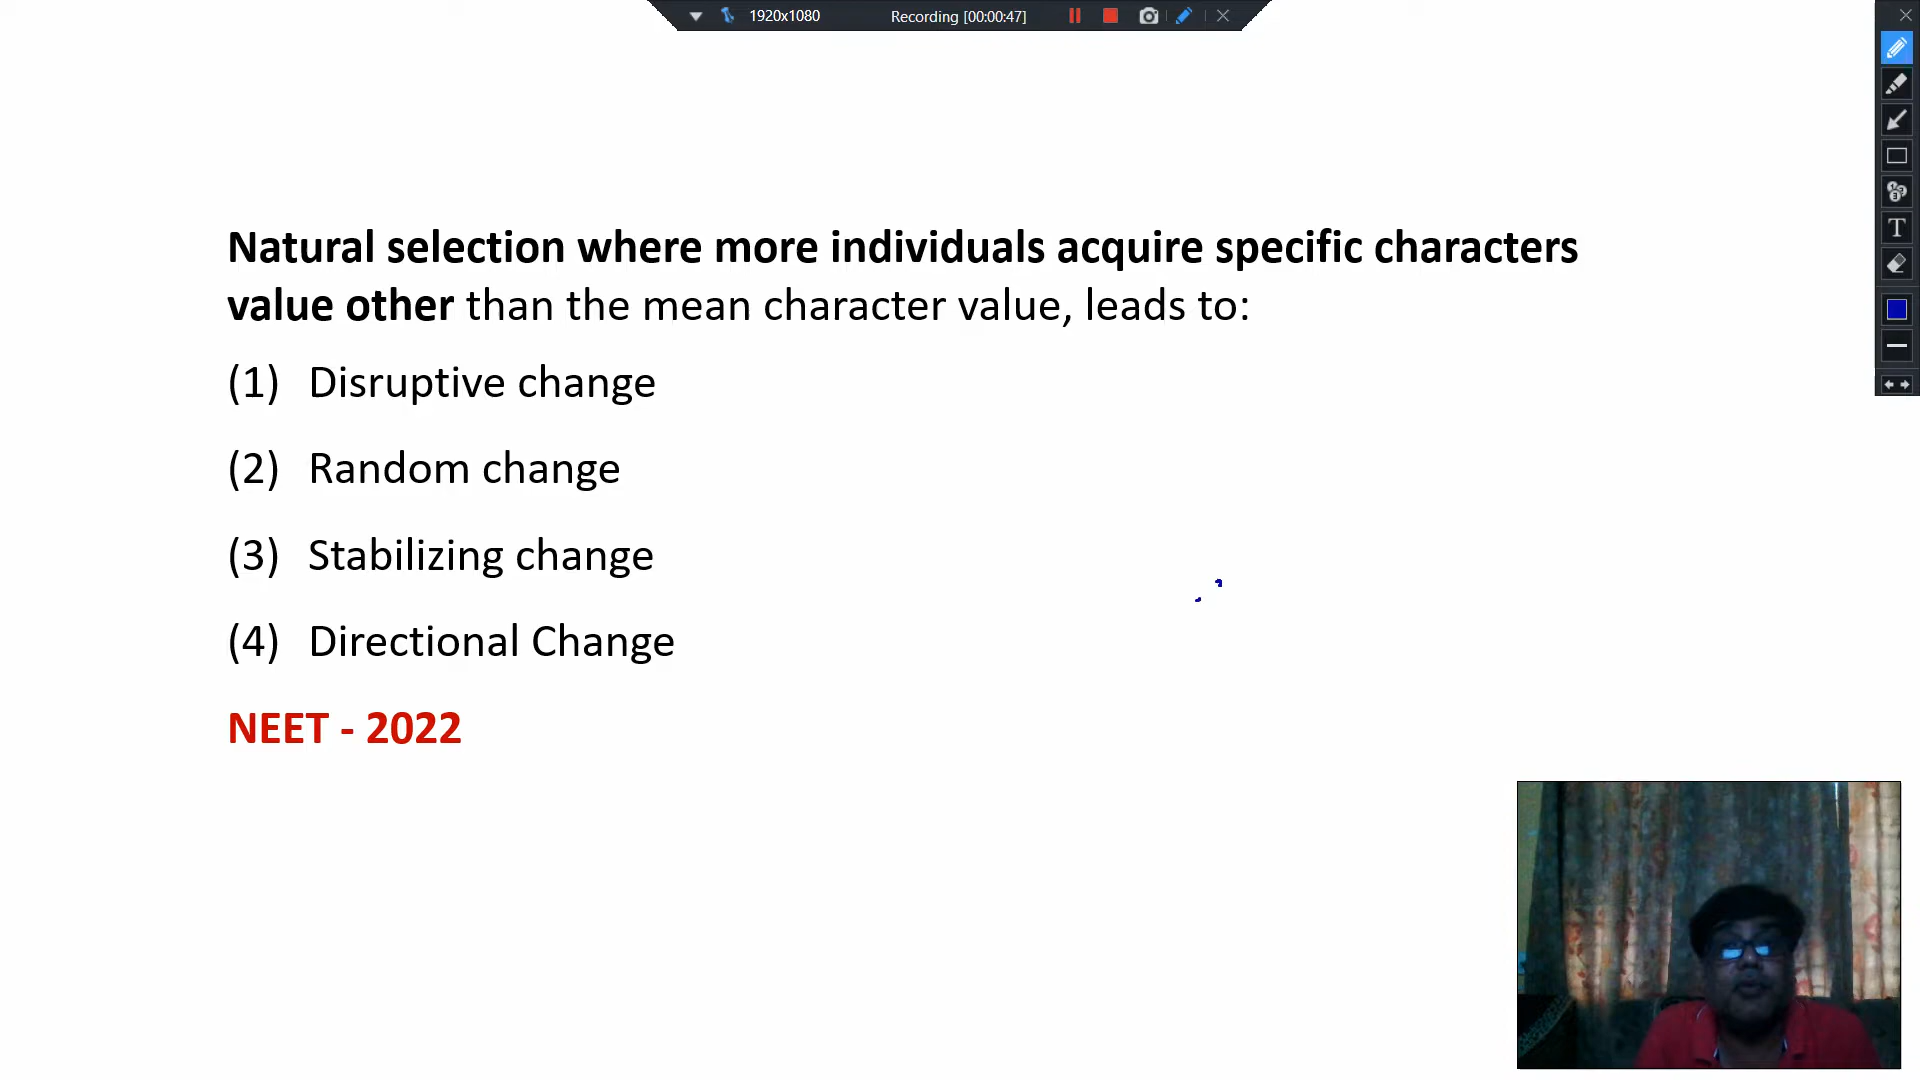 1920x1080 Recording [00:00:47]
Natural selection where more individuals acquire specific characters
value other than the mean character value, leads to:
(1) Disruptive change
(2) Random change
(3) Stabilizing change
(4) Directional Change
NEET - 2022
T